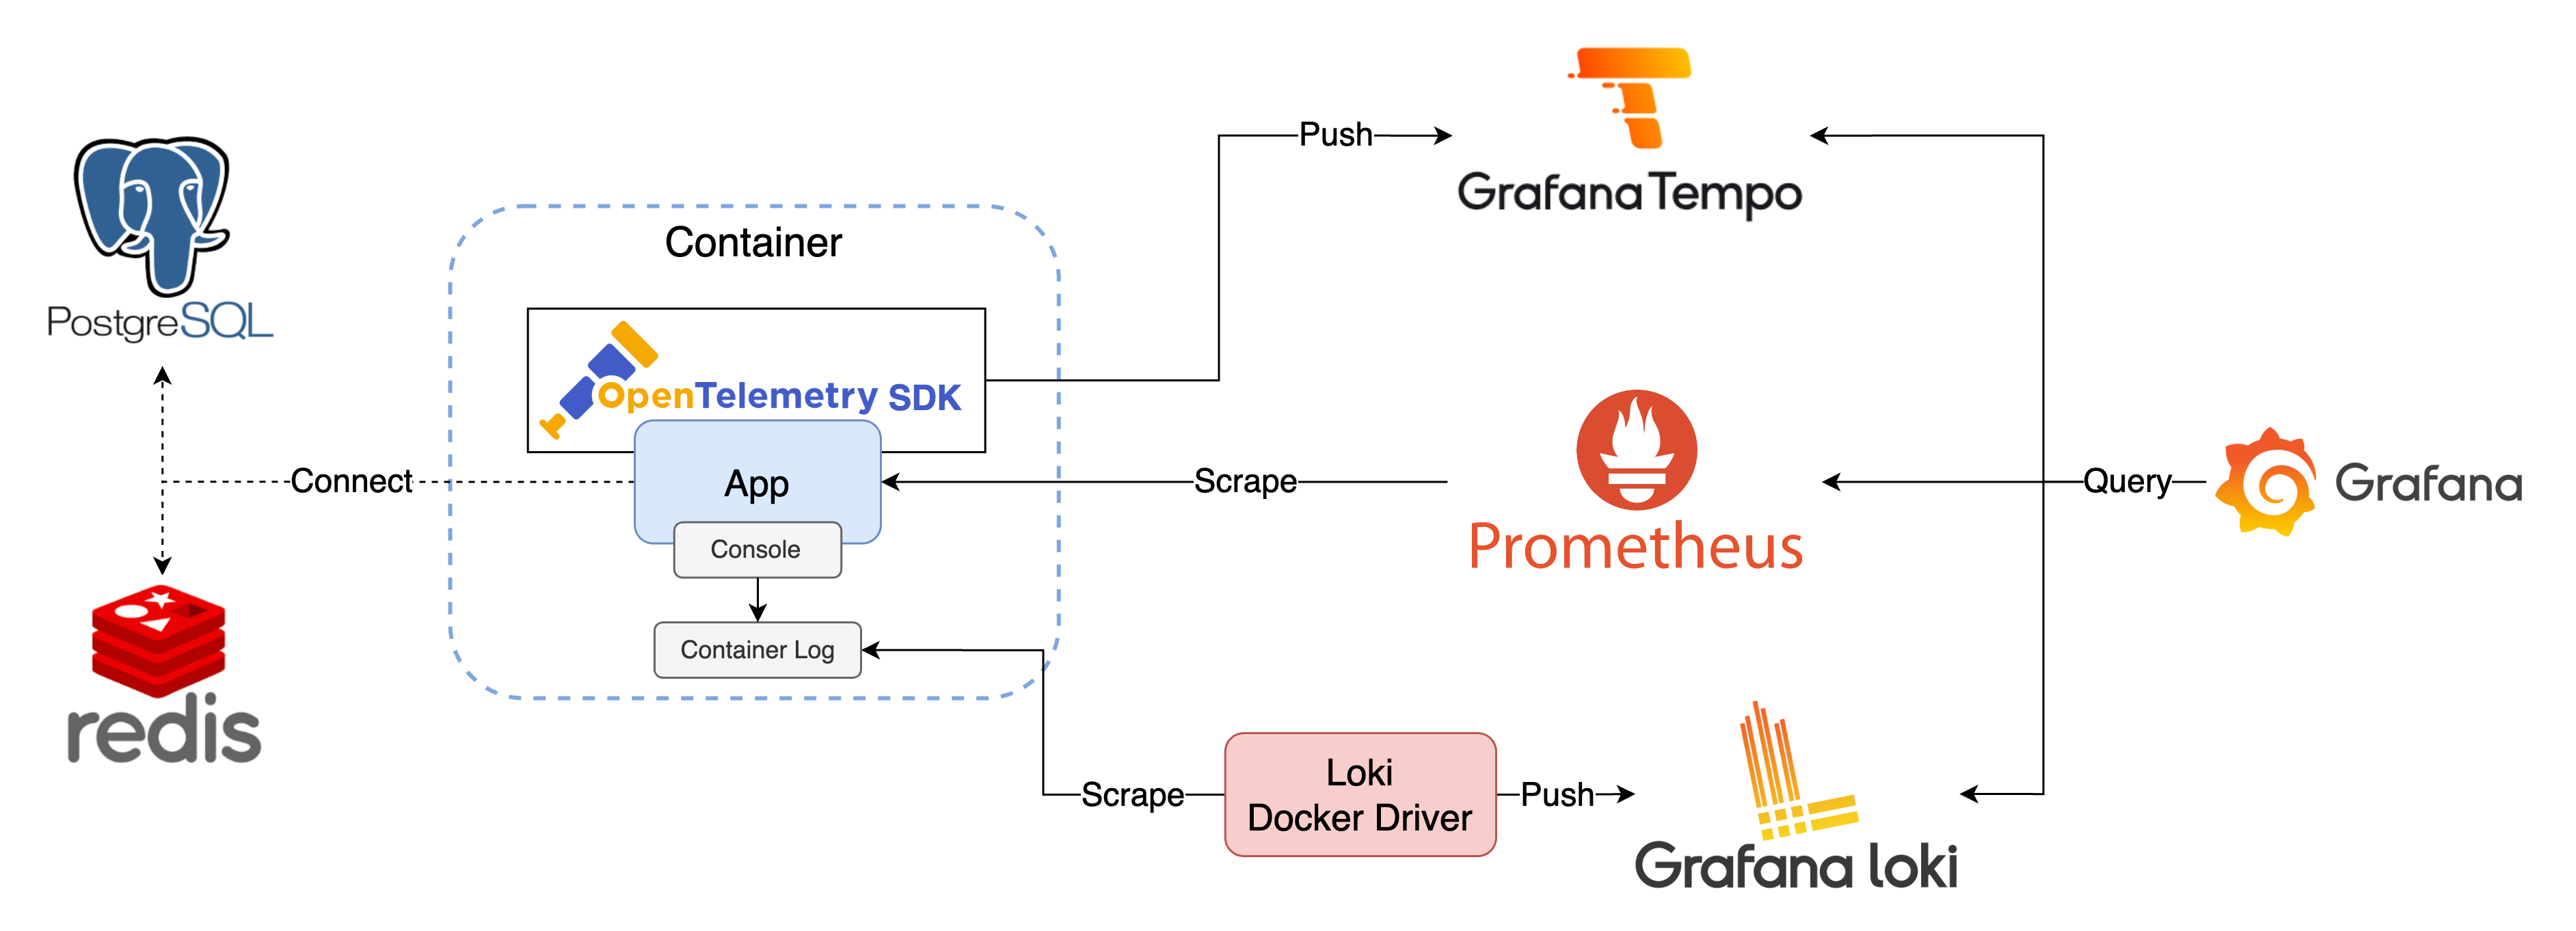 Push
Grafana Tempo
PostgreSQL
Container
OpenTelemetry SDK
Connect
App
Scrape
Prometheus
Query
Grafana
Console
Container Log
redis
Scrape
Loki
Docker Driver
Push
Grafana loki